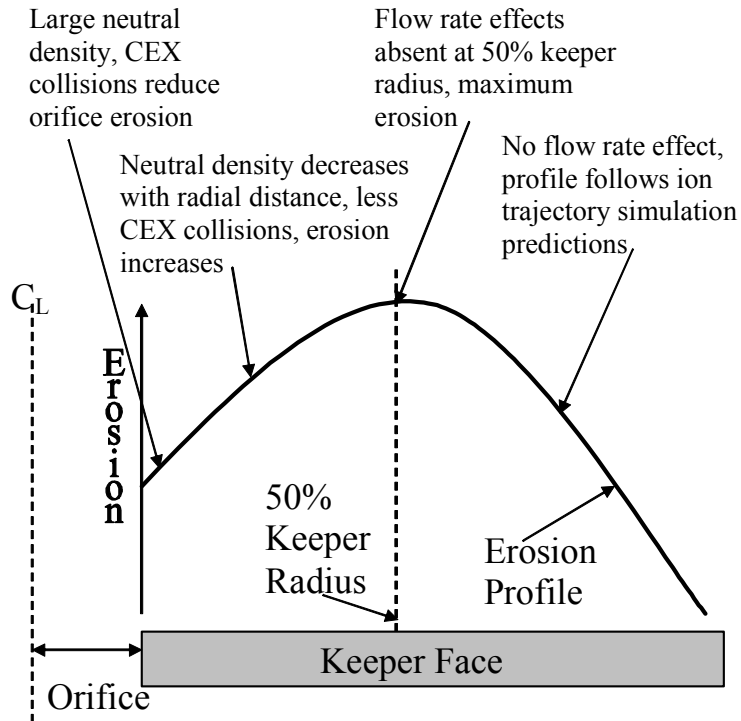 Large neutral
density, CEX
collisions reduce
orifice erosion
Flow rate effects
absent at 50% keeper
radius, maximum
erosion
Neutral density decreases
with radial distance, less
CEX collisions, erosion
increases
No flow rate effect,
profile follows ion
trajectory simulation
predictions
CL
Erosion
50%
Keeper
Radius
Erosion
Profile
Keeper Face
Orifice